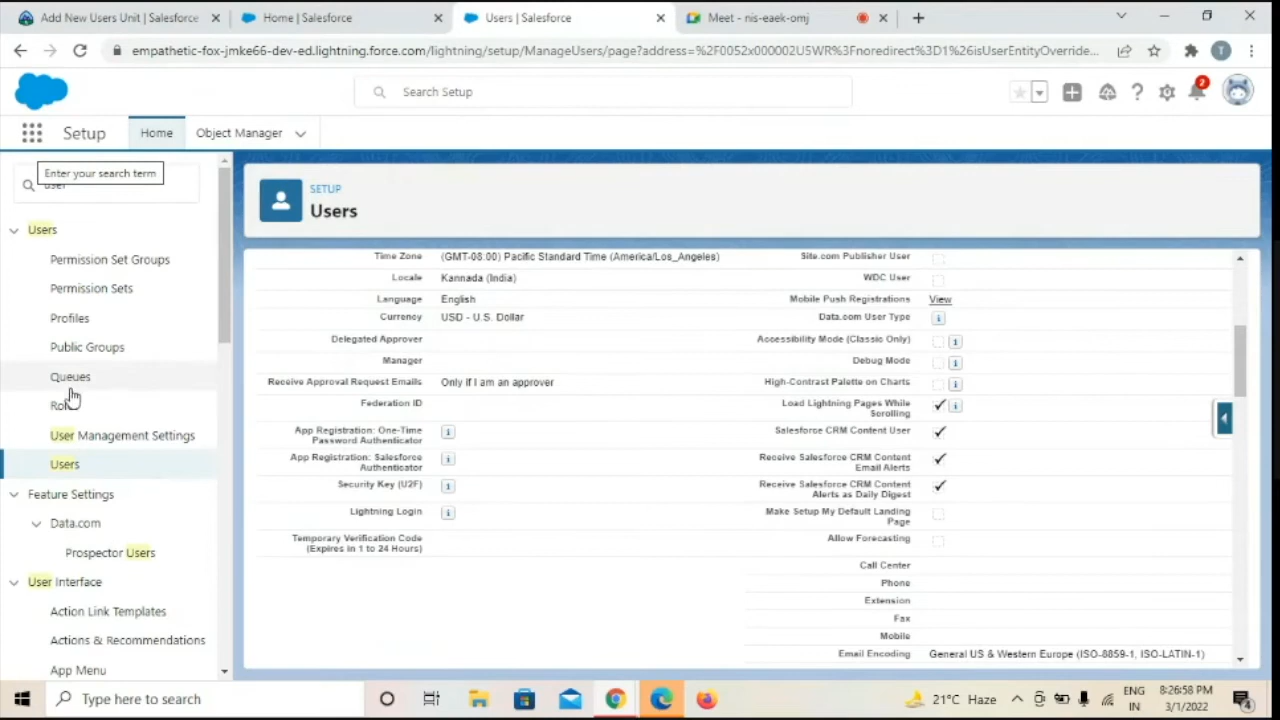 Add New Users Unit | Salesforce
Home | Salesforce
Users | Salesforce
Meet - nis-eaek-omj
empathetic-fox-jmke66-dev-ed.lightning.force.com/lightning/setup/ManageUsers/page?address=%2F0052x000002U5WR%3Fnoredirect%3D1%26isUserEntityOverride...
T
Search Setup
2
Setup
Home
Object Manager
Enter your search term
user
Users
Permission Set Groups
Permission Sets
Profiles
Public Groups
Queues
User Management Settings
Users
Feature Settings
Data.com
Prospector Users
User Interface
Action Link Templates
Actions & Recommendations
App Menu
SETUP
Users
Time Zone (GMT-08:00) Pacific Standard Time (America/Los_Angeles)
Locale Kannada (India)
Language English
Currency USD - U.S. Dollar
Delegated Approver
Manager
Receive Approval Request Emails Only if I am an approver
Federation ID
App Registration: One-Time
Password Authenticator
App Registration: Salesforce
Authenticator
Security Key (U2F)
Lightning Login
Temporary Verification Code
(Expires in 1 to 24 Hours)
Site.com Publisher User
WDC User
Mobile Push Registrations View
Data.com User Type
Accessibility Mode (Classic Only)
Debug Mode
High-Contrast Palette on Charts
Load Lightning Pages While
Scrolling
Salesforce CRM Content User
Receive Salesforce CRM Content
Email Alerts
Receive Salesforce CRM Content
Alerts as Daily Digest
Make Setup My Default Landing
Page
Allow Forecasting
Call Center
Phone
Extension
Fax
Mobile
Email Encoding General US & Western Europe (ISO-8859-1, ISO-LATIN-1)
Type here to search
21°C Haze
ENG
IN
8:26:58 PM
3/1/2022
4